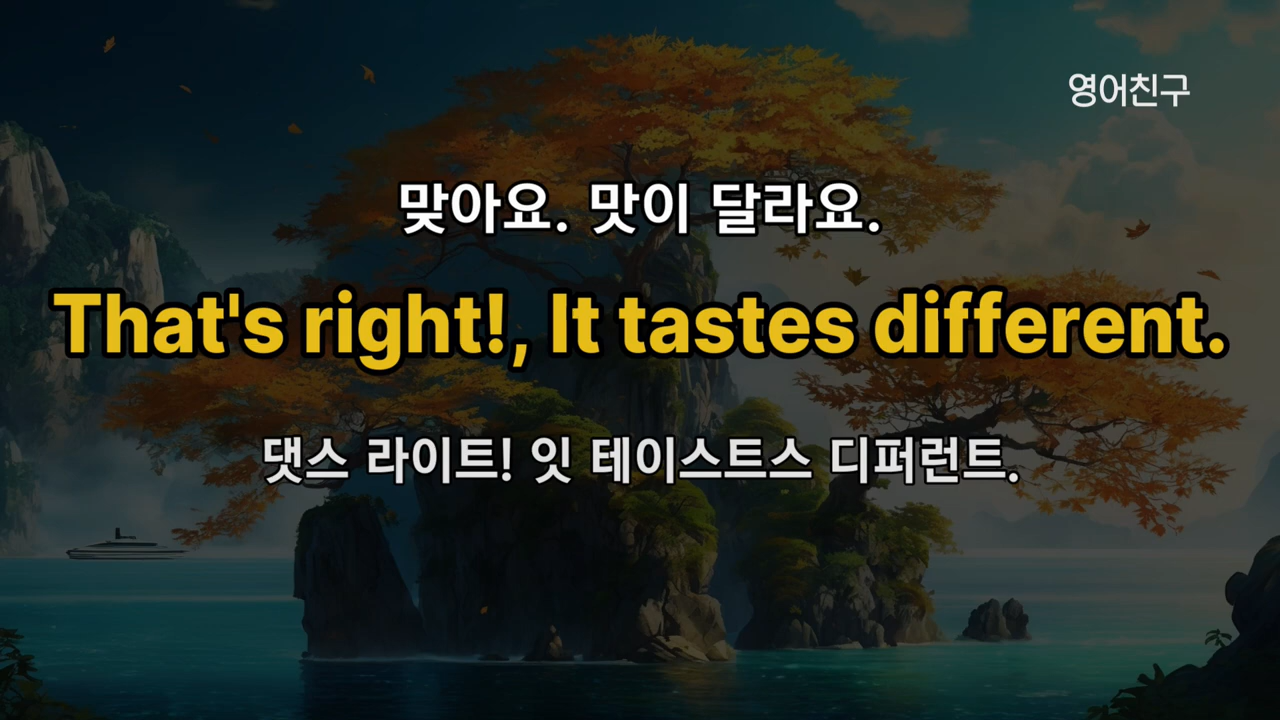 영어친구
맞아요. 맛이 달라요.
That's right!, It tastes different.
댓스 라이트! 잇 테이스트스 디퍼런트.